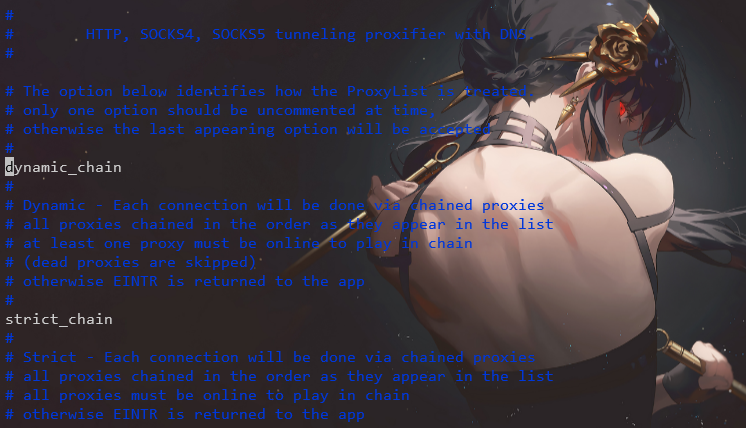 #
#        HTTP, SOCKS4, SOCKS5 tunneling proxifier with DNS.
#
# The option below identifies how the ProxyList is treated.
# only one option should be uncommented at time,
# otherwise the last appearing option will be accepted
#
dynamic_chain
#
# Dynamic - Each connection will be done via chained proxies
# all proxies chained in the order as they appear in the list
# at least one proxy must be online to play in chain
# (dead proxies are skipped)
# otherwise EINTR is returned to the app
#
strict_chain
#
# Strict - Each connection will be done via chained proxies
# all proxies chained in the order as they appear in the list
# all proxies must be online to play in chain
# otherwise EINTR is returned to the app